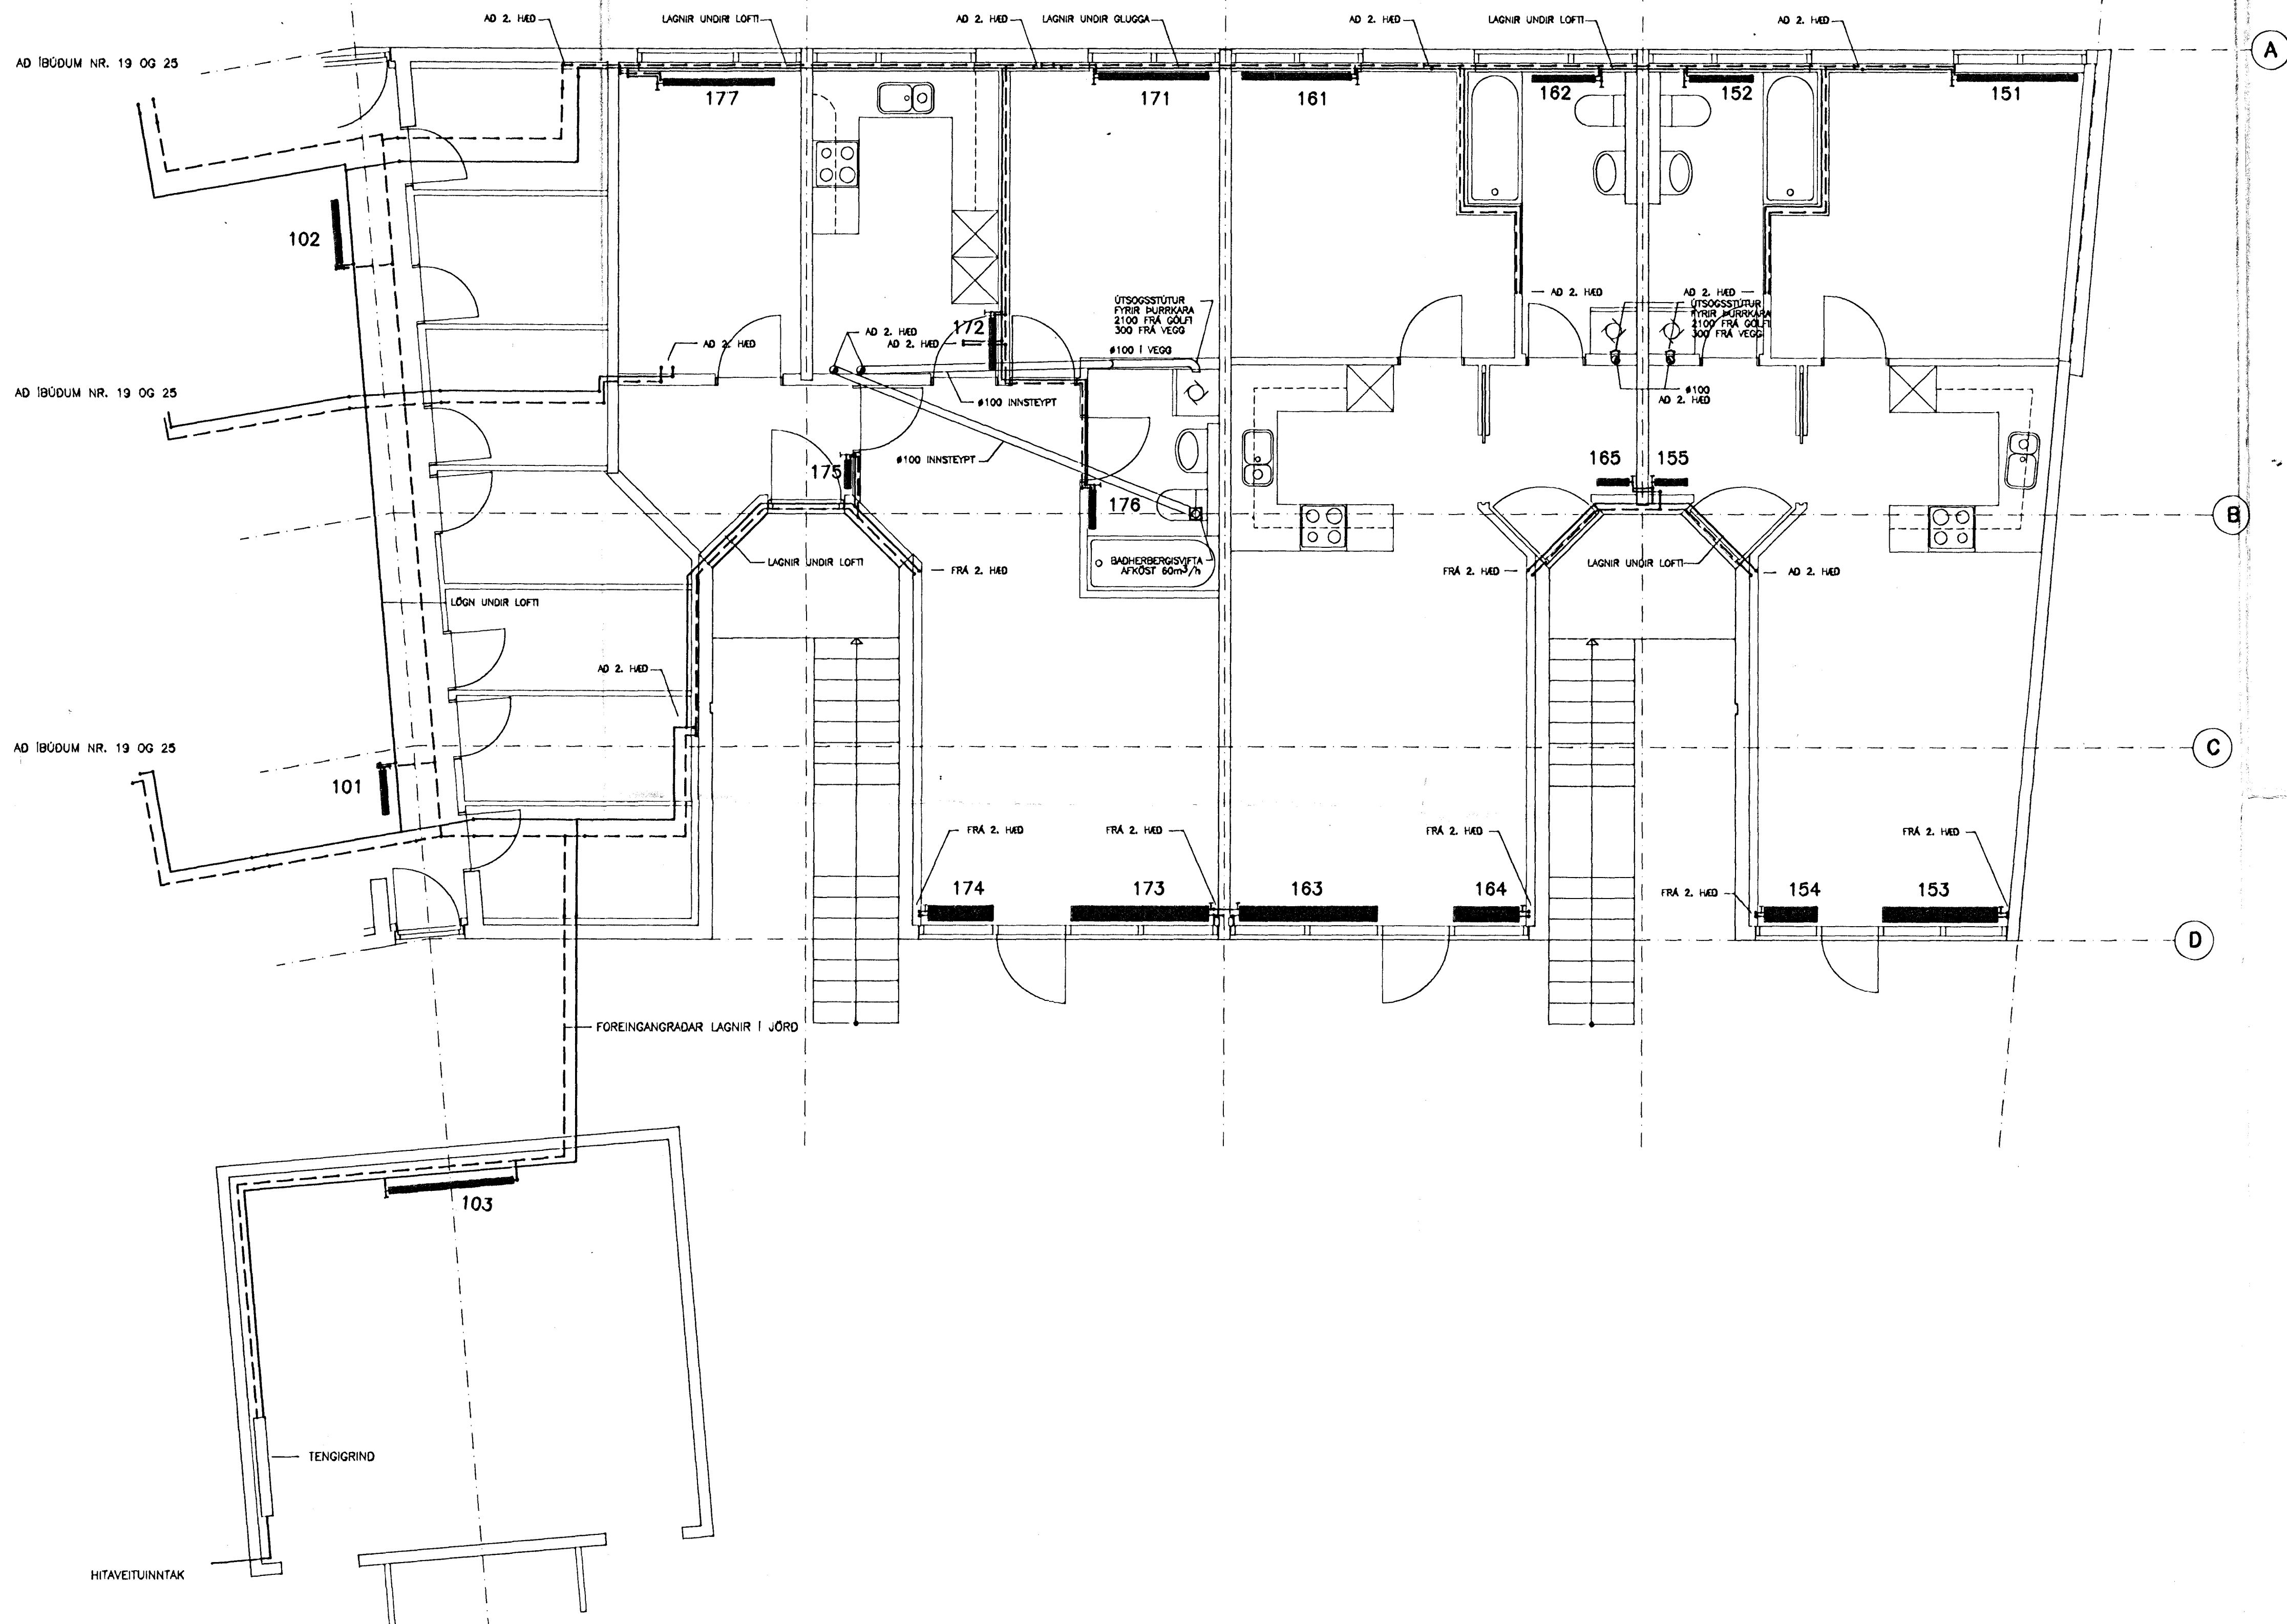 AÐ 2. HÆÐ
LAGNIR UNDIR LOFTI
AÐ 2. HÆÐ
LAGNIR UNDIR GLUGGA
AÐ 2. HÆÐ
LAGNIR UNDIR LOFTI
AÐ 2. HÆÐ
A
AÐ ÍBÚÐUM NR. 19 OG 25
177
171
161
162
152
151
102
ÚTSOGSSTÚTUR
FYRIR ÞURRKARA
2100 FRÁ GÓLFI
300 FRÁ VEGG
Ø100 Í VEGG
AÐ 2. HÆÐ
AÐ 2. HÆÐ
ÚTSOGSSTÚTUR
FYRIR ÞURRKARA
2100 FRÁ GÓLFI
300 FRÁ VEGG
172
AÐ 2. HÆÐ
AÐ 2. HÆÐ
AÐ 2. HÆÐ
AÐ ÍBÚÐUM NR. 19 OG 25
Ø100 INNSTEYPT
Ø100
AÐ 2. HÆÐ
Ø100 INNSTEYPT
175
165
155
176
B
LAGNIR UNDIR LOFTI
FRÁ 2. HÆÐ
BAÐHERBERGISVIFTA
AFKÖST 60m³/h
FRÁ 2. HÆÐ
LAGNIR UNDIR LOFTI
AÐ 2. HÆÐ
LÖGN UNDIR LOFTI
AÐ 2. HÆÐ
AÐ ÍBÚÐUM NR. 19 OG 25
C
101
FRÁ 2. HÆÐ
FRÁ 2. HÆÐ
FRÁ 2. HÆÐ
FRÁ 2. HÆÐ
174
173
163
164
FRÁ 2. HÆÐ
154
153
D
FOREINGANGRAÐAR LAGNIR Í JÖRÐ
103
TENGIGRIND
HITAVEITUINNTAK